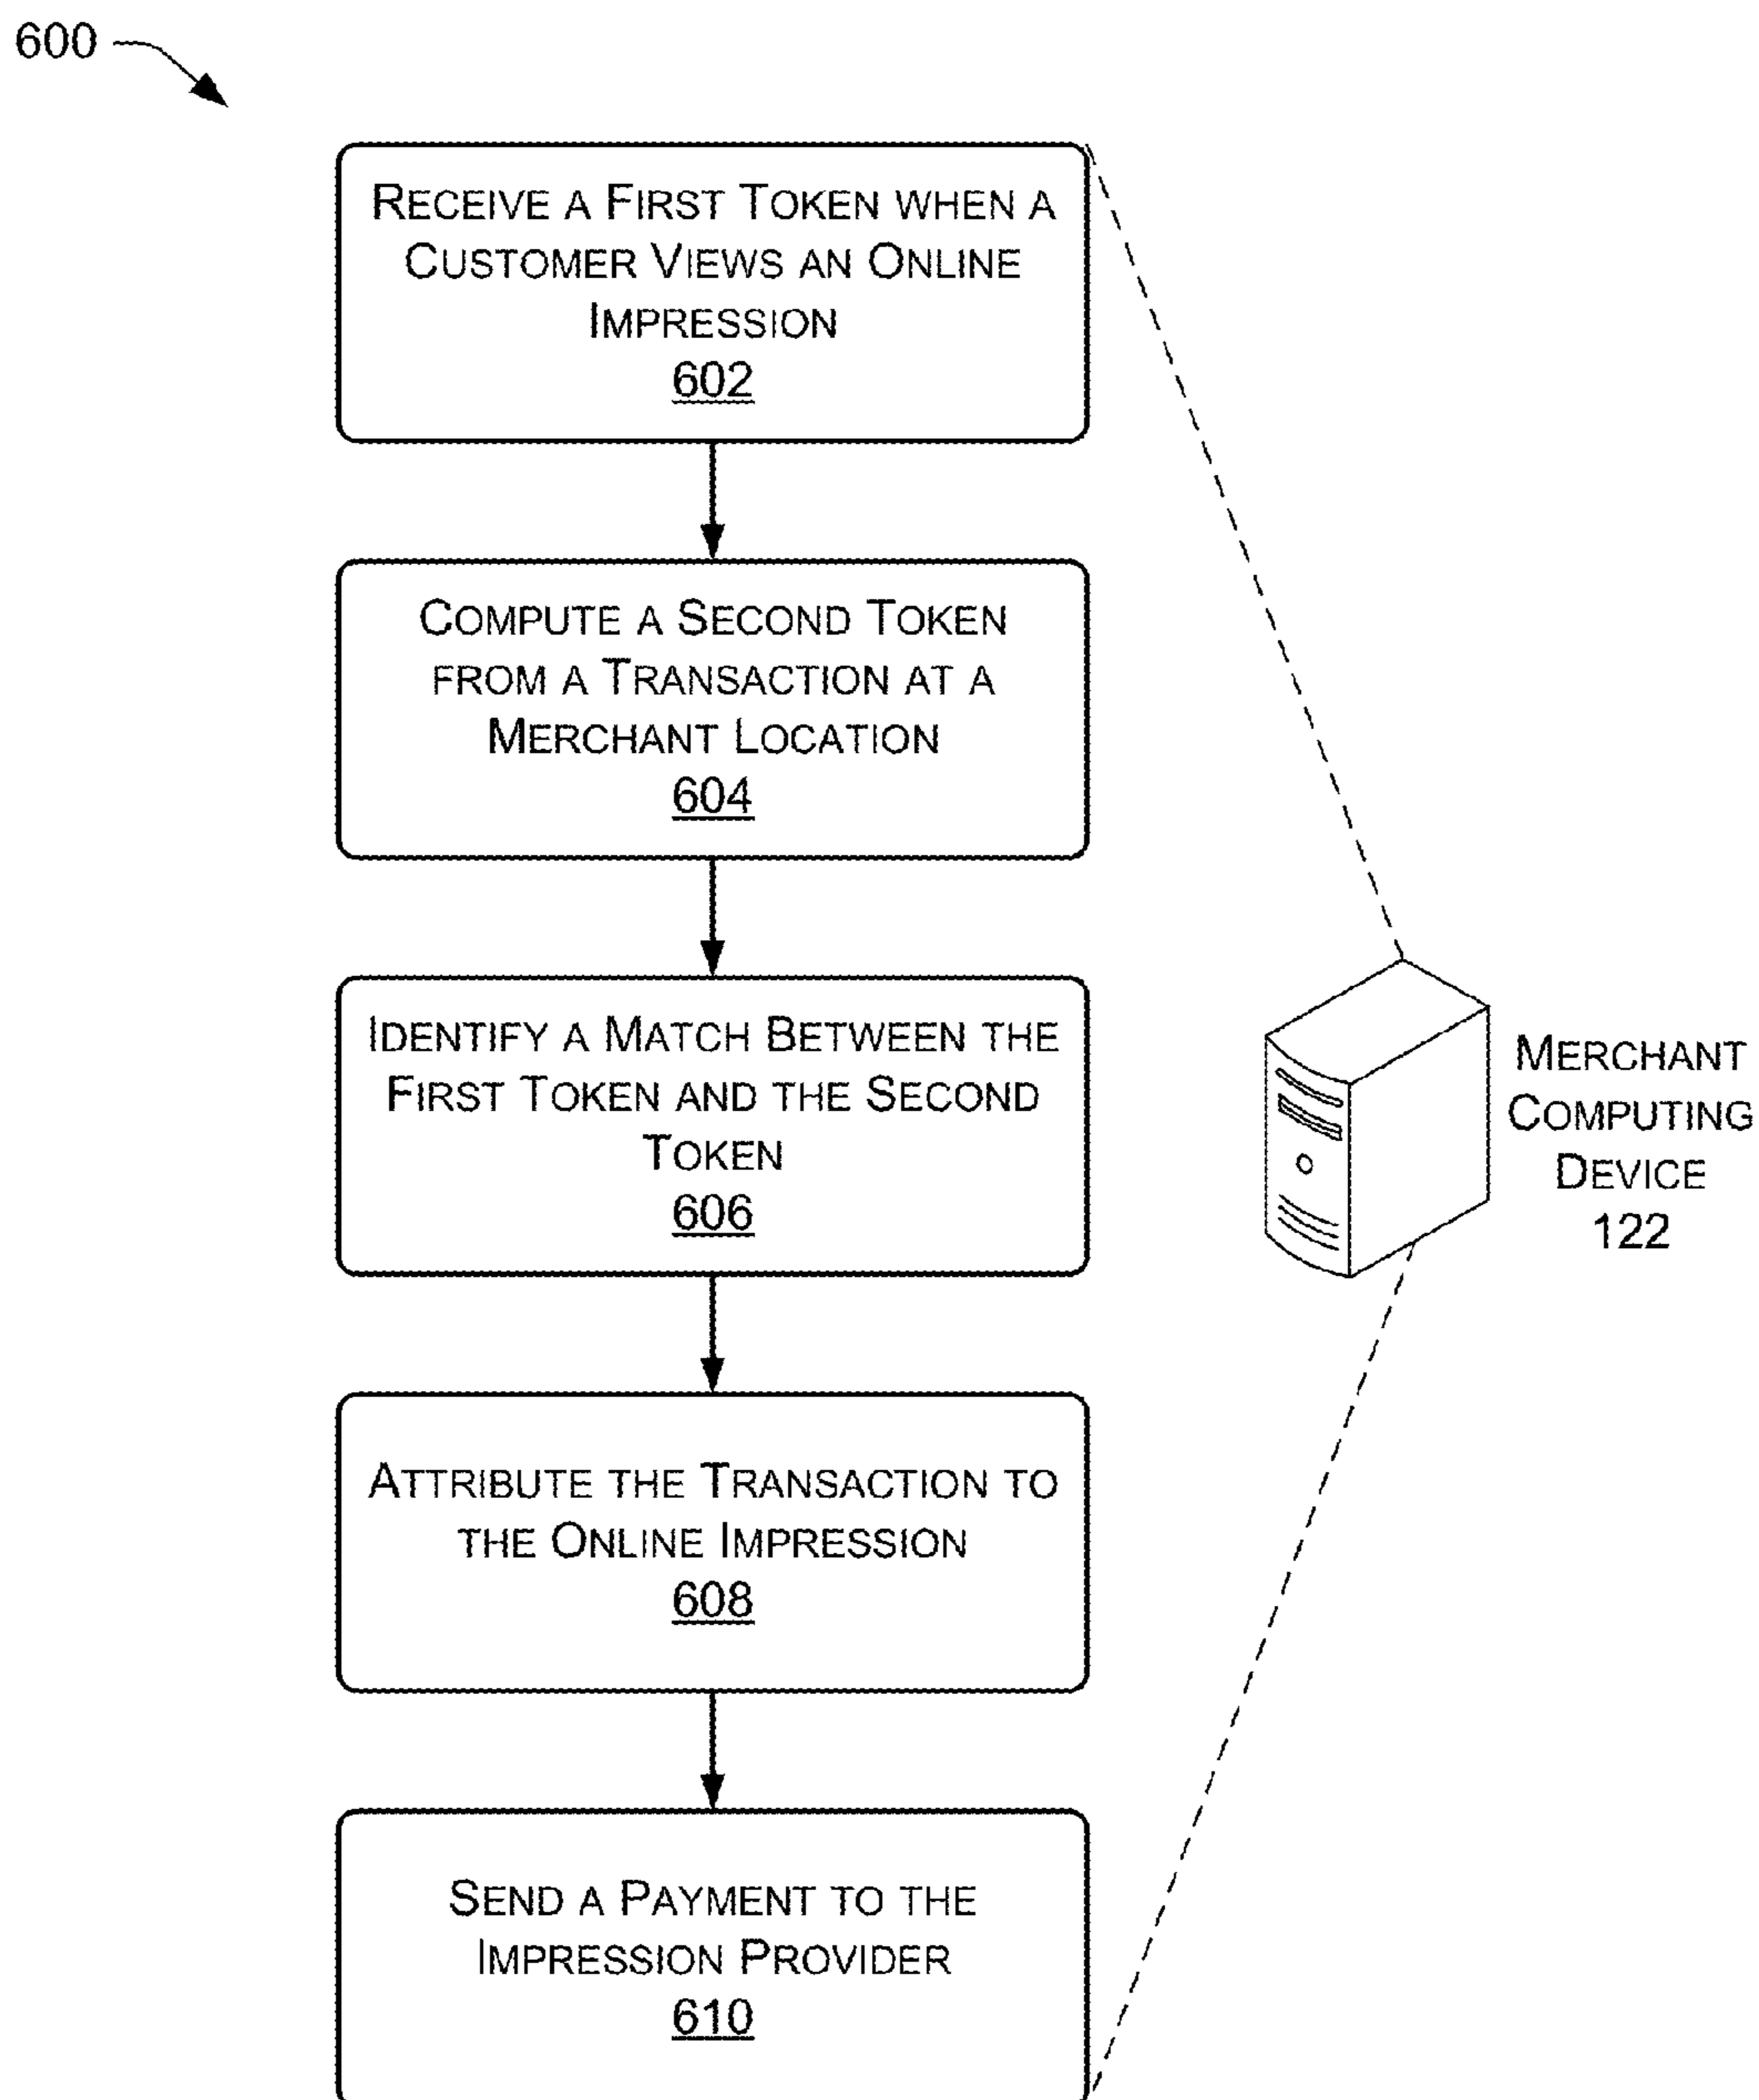 600
RECEIVE A FIRST TOKEN WHEN A
CUSTOMER VIEWS AN ONLINE
IMPRESSION
602
COMPUTE A SECOND TOKEN
FROM A TRANSACTION AT A
MERCHANT LOCATION
604
IDENTIFY A MATCH BETWEEN THE
FIRST TOKEN AND THE SECOND
TOKEN
606
MERCHANT
COMPUTING
DEVICE
122
ATTRIBUTE THE TRANSACTION TO
THE ONLINE IMPRESSION
608
SEND A PAYMENT TO THE
IMPRESSION PROVIDER
610